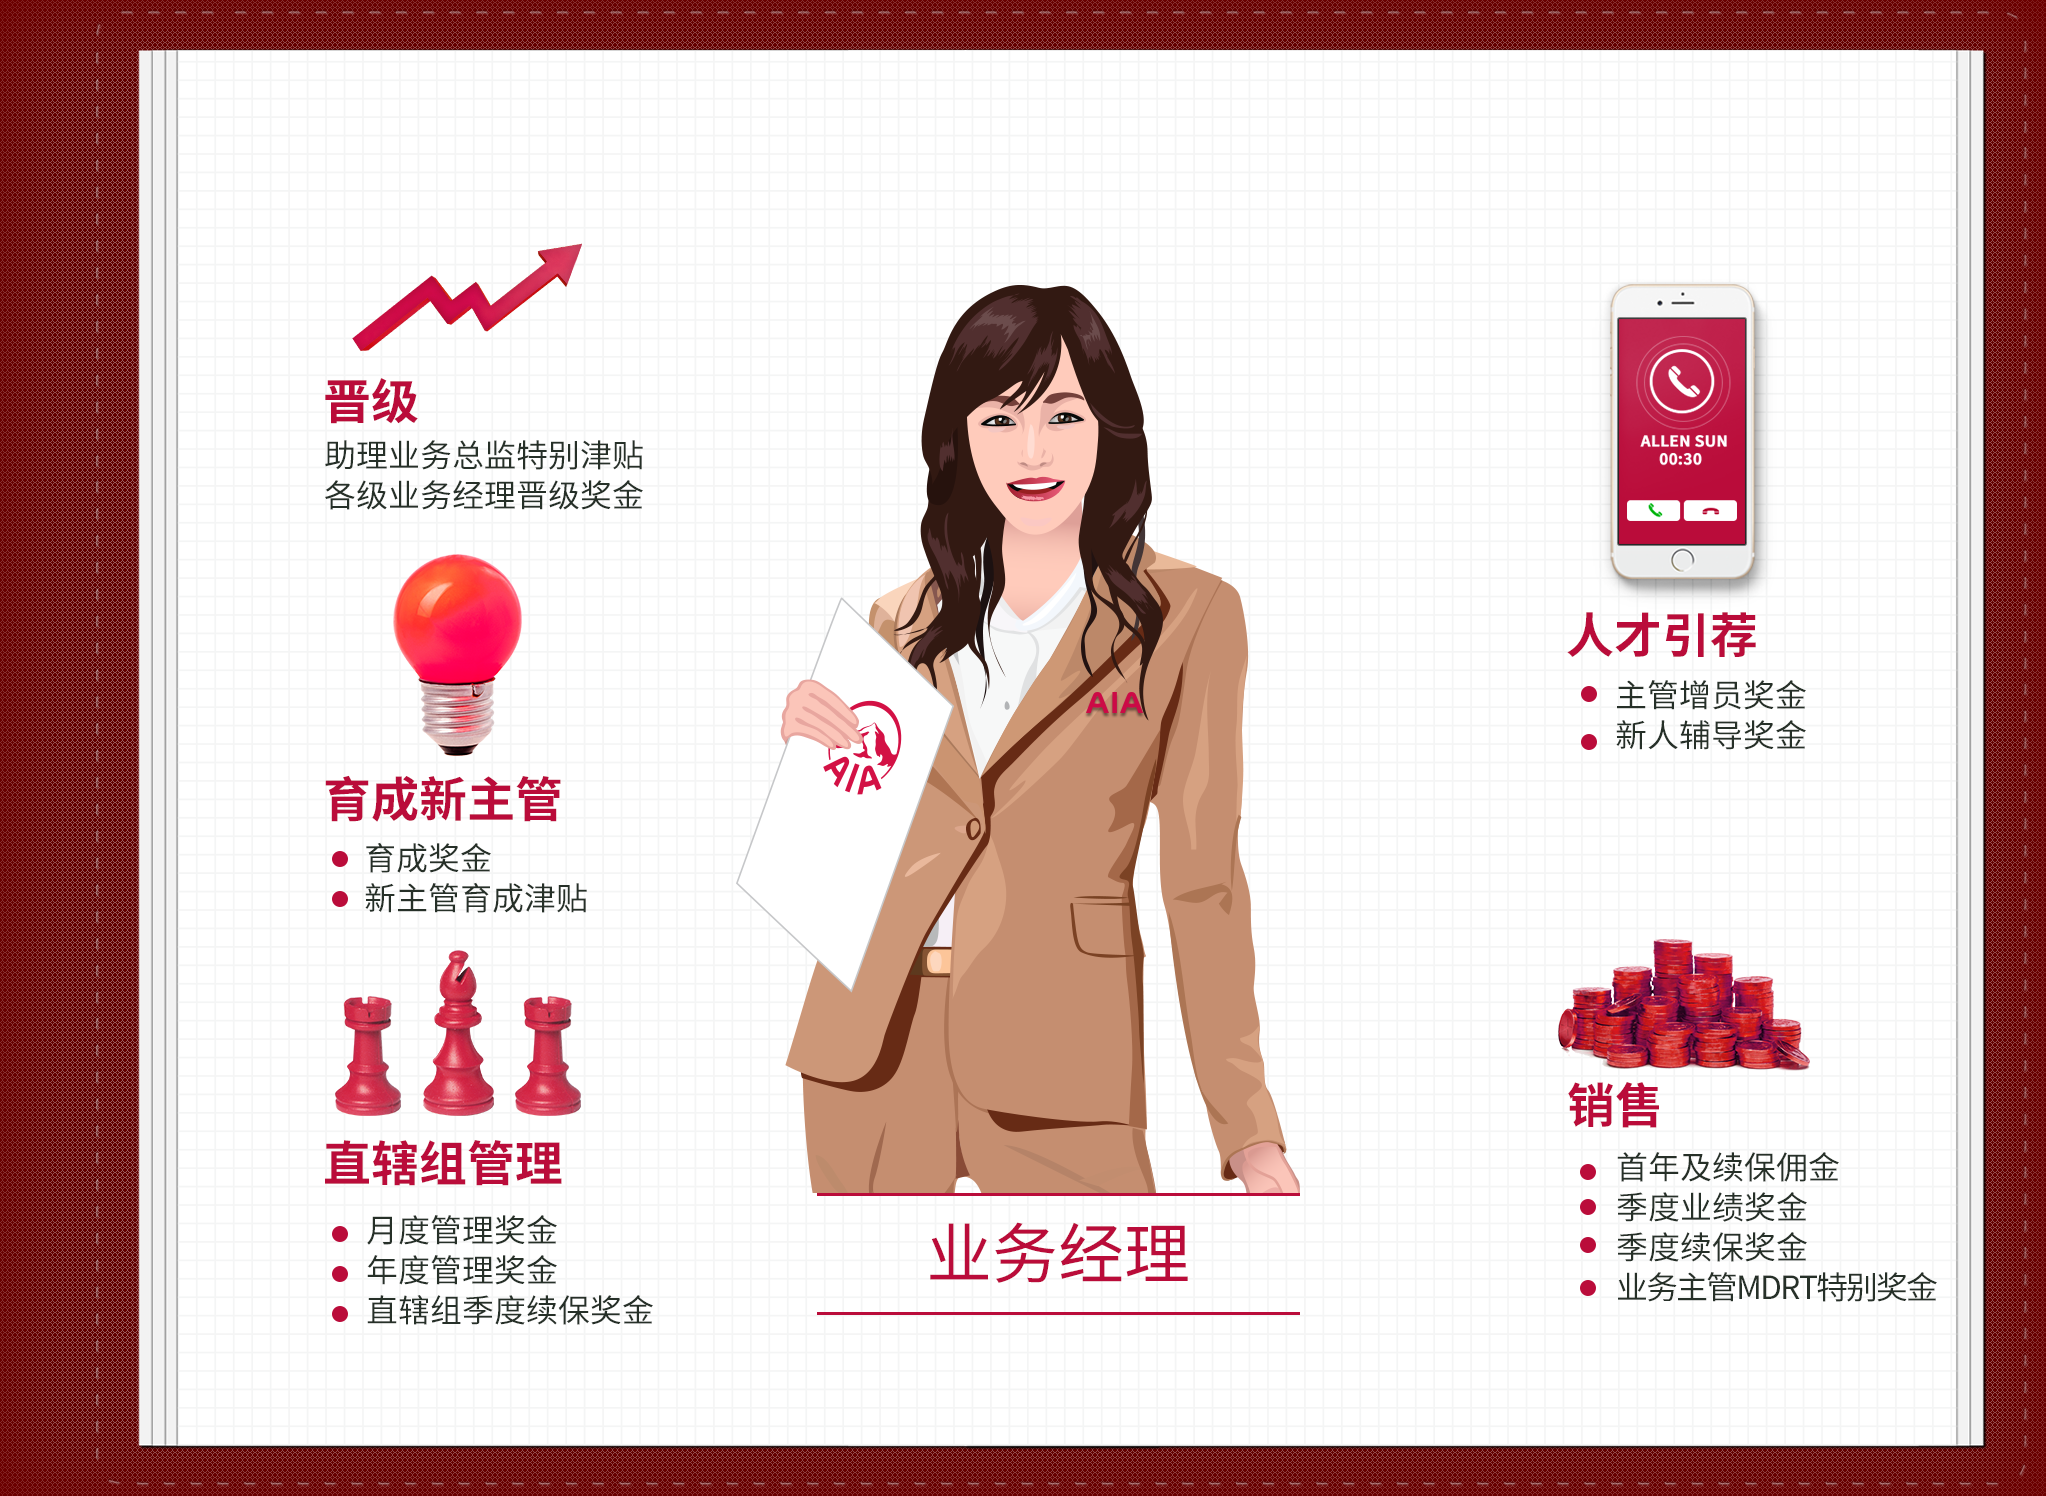 晋级
助理业务总监特别津贴
各级业务经理晋级奖金
育成新主管
育成奖金
新主管育成津贴
直辖组管理
月度管理奖金
年度管理奖金
直辖组季度续保奖金
AIA
AIA
业务经理
ALLEN SUN
00:30
人才引荐
主管增员奖金
新人辅导奖金
销售
首年及续保佣金
季度业绩奖金
季度续保奖金
业务主管MDRT特别奖金